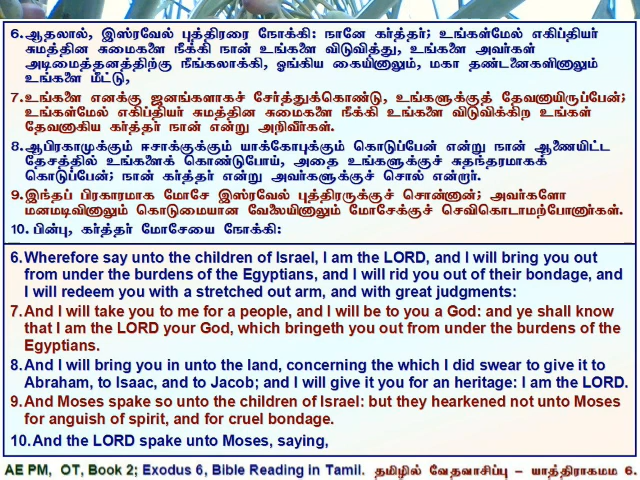 6. ஆதலால், இஸ்ரவேல் புத்திரரை நோக்கி: நானே கர்த்தர்; உங்கள்மேல் எகிப்தியர்
சுமத்தின சுமைகளை நீக்கி நான் உங்களை விடுவித்து, உங்களை அவர்கள்
அடிமைத்தனத்திற்கு நீங்கலாக்கி, ஓங்கிய கையினாலும், மகா தண்டனைகளினாலும்
உங்களை மீட்டு,
7. உங்களை எனக்கு ஜனங்களாகச் சேர்த்துக்கொண்டு, உங்களுக்குத் தேவனாயிருப்பேன்;
உங்கள்மேல் எகிப்தியர் சுமத்தின சுமைகளை நீக்கி உங்களை விடுவிக்கிற உங்கள்
தேவனாகிய கர்த்தர் நான் என்று அறிவீர்கள்.
8. ஆபிரகாமுக்கும் ஈசாக்குக்கும் யாக்கோபுக்கும் கொடுப்பேன் என்று நான் ஆணையிட்ட
தேசத்தில் உங்களைக் கொண்டுபோய், அதை உங்களுக்குச் சுதந்தரமாகக்
கொடுப்பேன்; நான் கர்த்தர் என்று அவர்களுக்குச் சொல் என்றார்.
9. இந்தப் பிரகாரமாக மோசே இஸ்ரவேல் புத்திரருக்குச் சொன்னான்; அவர்களோ
மனமடிவினாலும் கொடுமையான வேலையினாலும் மோசேக்குச் செவிகொடாமற்போனார்கள்.
10. பின்பு, கர்த்தர் மோசேயை நோக்கி:
6. Wherefore say unto the children of Israel, I am the LORD, and I will bring you out
from under the burdens of the Egyptians, and I will rid you out of their bondage, and
I will redeem you with a stretched out arm, and with great judgments:
7. And I will take you to me for a people, and I will be to you a God: and ye shall know
that I am the LORD your God, which bringeth you out from under the burdens of the
Egyptians.
8. And I will bring you in unto the land, concerning the which I did swear to give it to
Abraham, to Isaac, and to Jacob; and I will give it you for an heritage: I am the LORD.
9. And Moses spake so unto the children of Israel: but they hearkened not unto Moses
for anguish of spirit, and for cruel bondage.
10. And the LORD spake unto Moses, saying,
AE PM, OT, Book 2; Exodus 6, Bible Reading in Tamil. தமிழில் வேதவாசிப்பு – யாத்திராகமம 6.